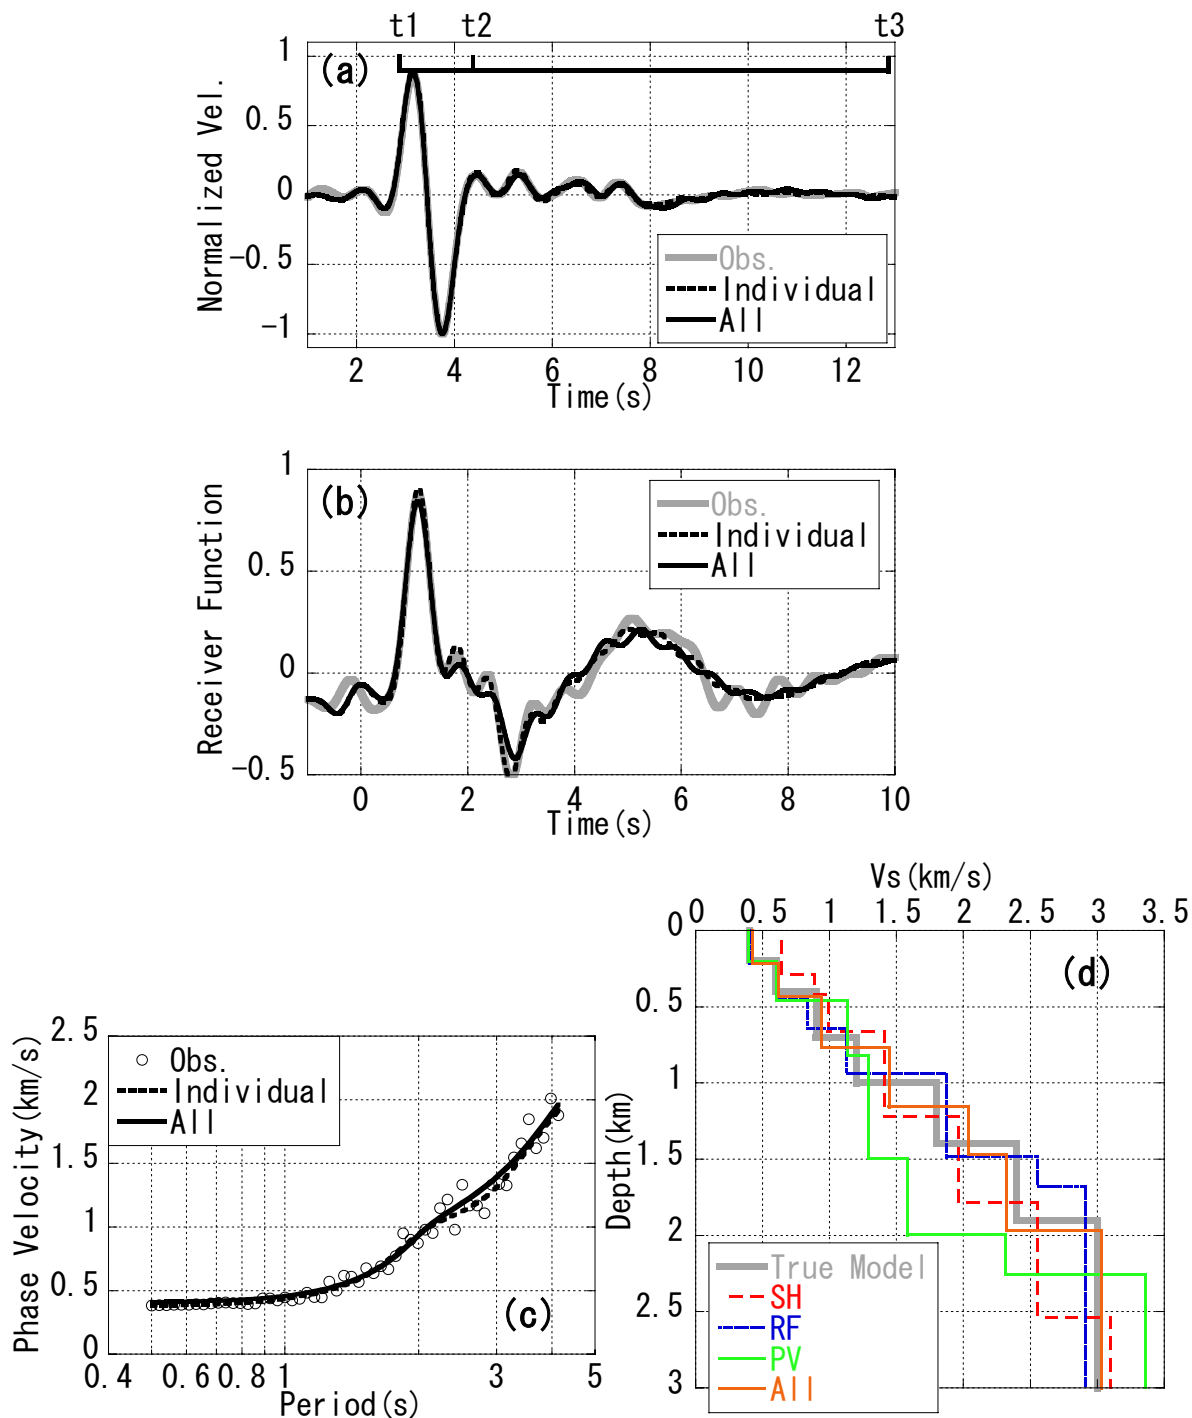 t1 t2 t3
(a)
Normalized Vel.
1
0.5
0
-0.5
-1
Obs.
Individual
All
2 4 6 8 10 12
Time(s)
(b)
Receiver Function
1
0.5
0
-0.5
Obs.
Individual
All
0 2 4 6 8 10
Time(s)
Vs(km/s)
0 0.5 1 1.5 2 2.5 3 3.5
(d)
Depth(km)
0
0.5
1
1.5
2
2.5
3
True Model
SH
RF
PV
All
Phase Velocity(km/s)
2.5
2
1.5
1
0.5
0
Obs.
Individual
All
(c)
0.4 0.6 0.8 1 3 5
Period(s)